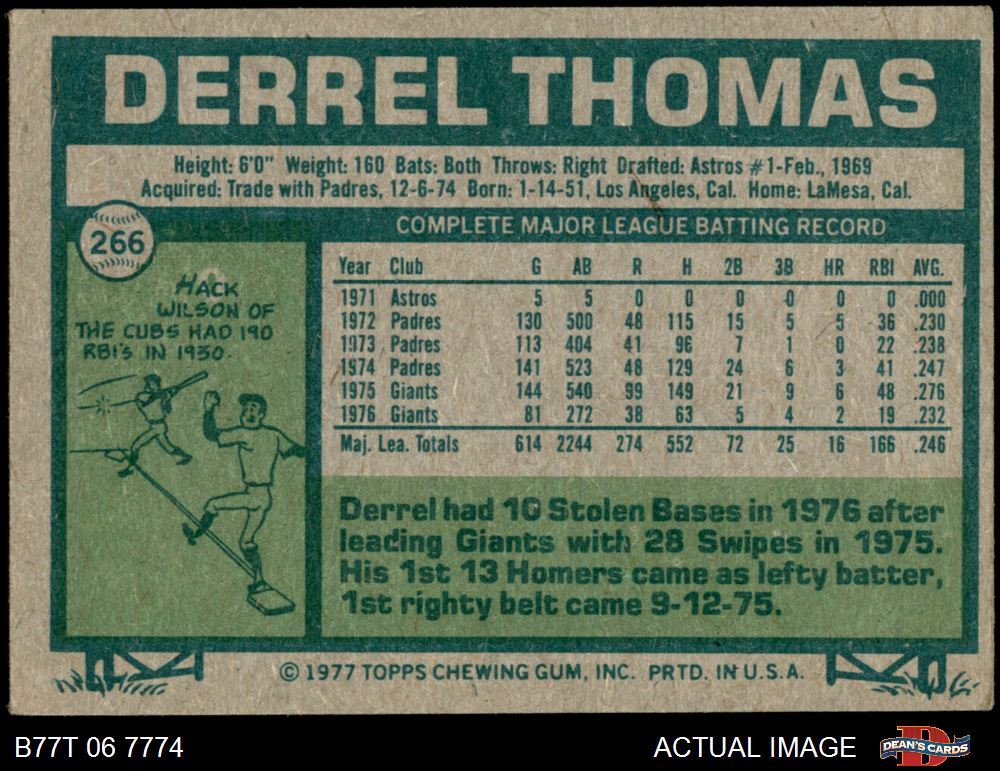 DERREL THOMAS
Height: 6'0" Weight: 160 Bats: Both Throws: Right Drafted: Astros #1-Feb., 1969
Acquired: Trade with Padres, 12-6-74 Born: 1-14-51, Los Angeles, Cal. Home: LaMesa, Cal.
266
HACK
WILSON OF
THE CUBS HAD 190
RBI'S IN 1930.
COMPLETE MAJOR LEAGUE BATTING RECORD
Year Club G AB R H 2B 3B HR RBI AVG.
1971 Astros 5 5 0 0 0 0 0 0 .000
1972 Padres 130 500 48 115 15 5 5 36 .230
1973 Padres 113 404 41 96 7 1 0 22 .238
1974 Padres 141 523 48 129 24 6 3 41 .247
1975 Giants 144 540 99 149 21 9 6 48 .276
1976 Giants 81 272 38 63 5 4 2 19 .232
Maj. Lea. Totals 614 2244 274 552 72 25 16 166 .246
Derrel had 10 Stolen Bases in 1976 after
leading Giants with 28 Swipes in 1975.
His 1st 13 Homers came as lefty batter,
1st righty belt came 9-12-75.
© 1977 TOPPS CHEWING GUM, INC. PRTD. IN U.S.A.
B77T 06 7774
ACTUAL IMAGE
DEAN'S CARDS